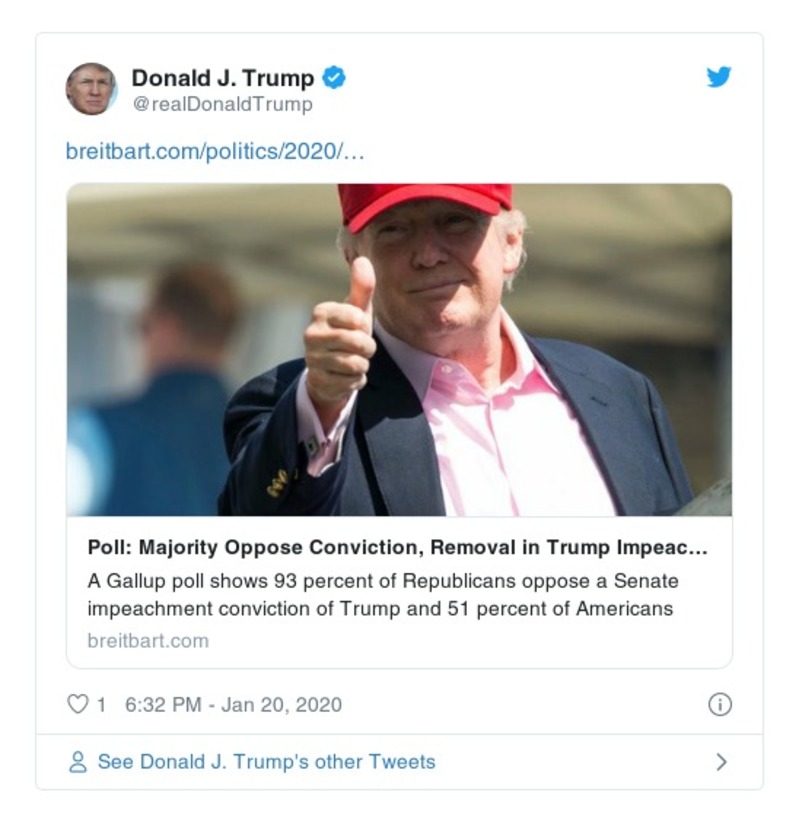 Donald J. Trump
@realDonaldTrump
breitbart.com/politics/2020/…
Poll: Majority Oppose Conviction, Removal in Trump Impeac…
A Gallup poll shows 93 percent of Republicans oppose a Senate
impeachment conviction of Trump and 51 percent of Americans
breitbart.com
1 6:32 PM - Jan 20, 2020
See Donald J. Trump's other Tweets